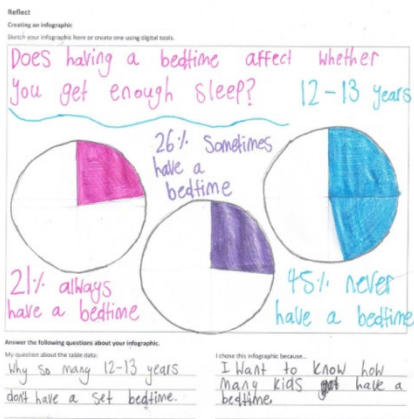 Reflect
Creating an infographic
Sketch your infographic here or create one using digital tools.
Does having a bedtime affect whether
you get enough sleep? 12-13 years
26% Sometimes
have a
bedtime
21% always
have a bedtime
45% never
have a bedtime
Answer the following questions about your infographic.
My question about the table data:
Why so many 12-13 years
don't have a set bedtime.
I chose this infographic because...
I want to know how
many kids got have a
bedtime.